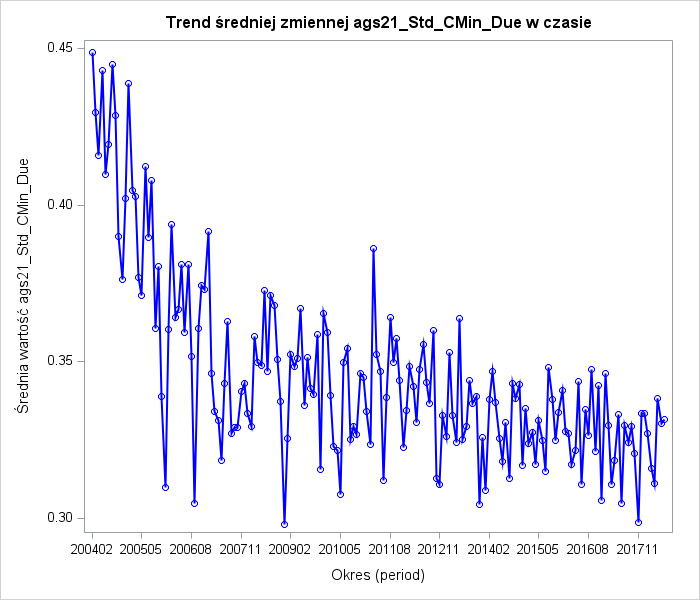 Trend średniej zmiennej ags21_Std_CMin_Due w czasie
Średnia wartość ags21_Std_CMin_Due
0.45
0.40
0.35
0.30
200402 200505 200608 200711 200902 201005 201108 201211 201402 201505 201608 201711
Okres (period)